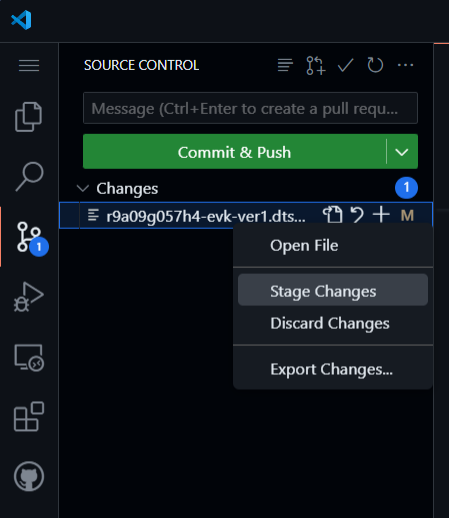 SOURCE CONTROL
Message (Ctrl+Enter to create a pull requ...
Commit & Push
Changes
1
r9a09g057h4-evk-ver1.dts...
M
1
Open File
Stage Changes
Discard Changes
Export Changes...